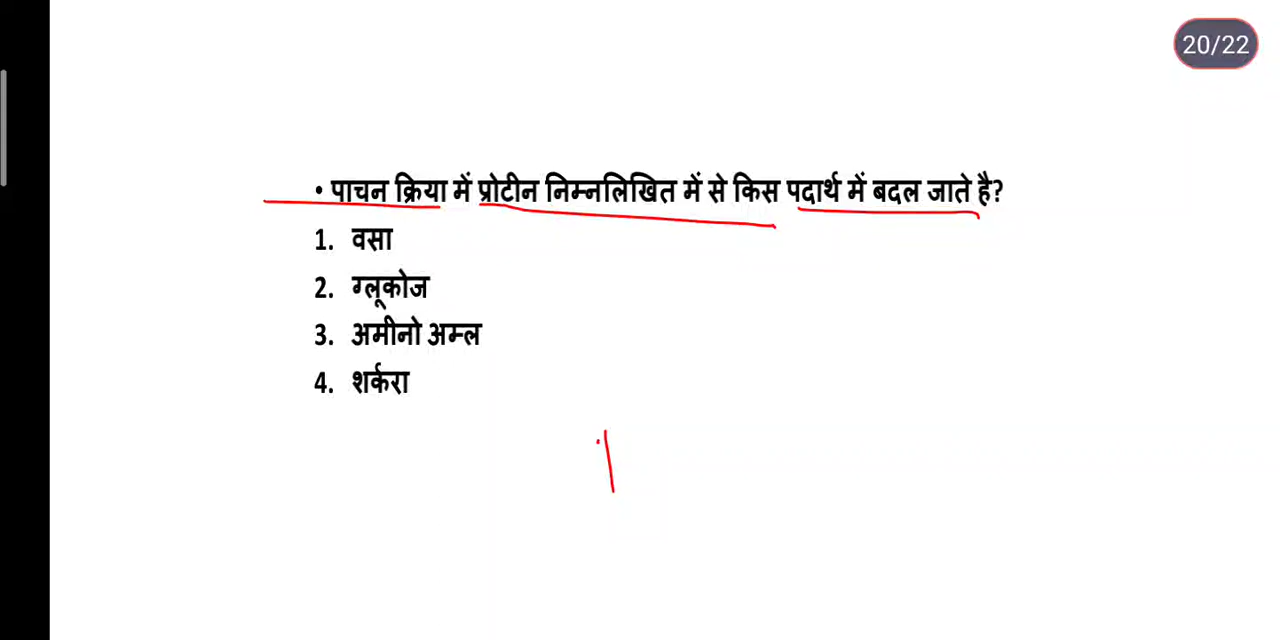 20/22
• पाचन क्रिया में प्रोटीन निम्नलिखित में से किस पदार्थ में बदल जाते है?
1. वसा
2. ग्लूकोज
3. अमीनो अम्ल
4. शर्करा